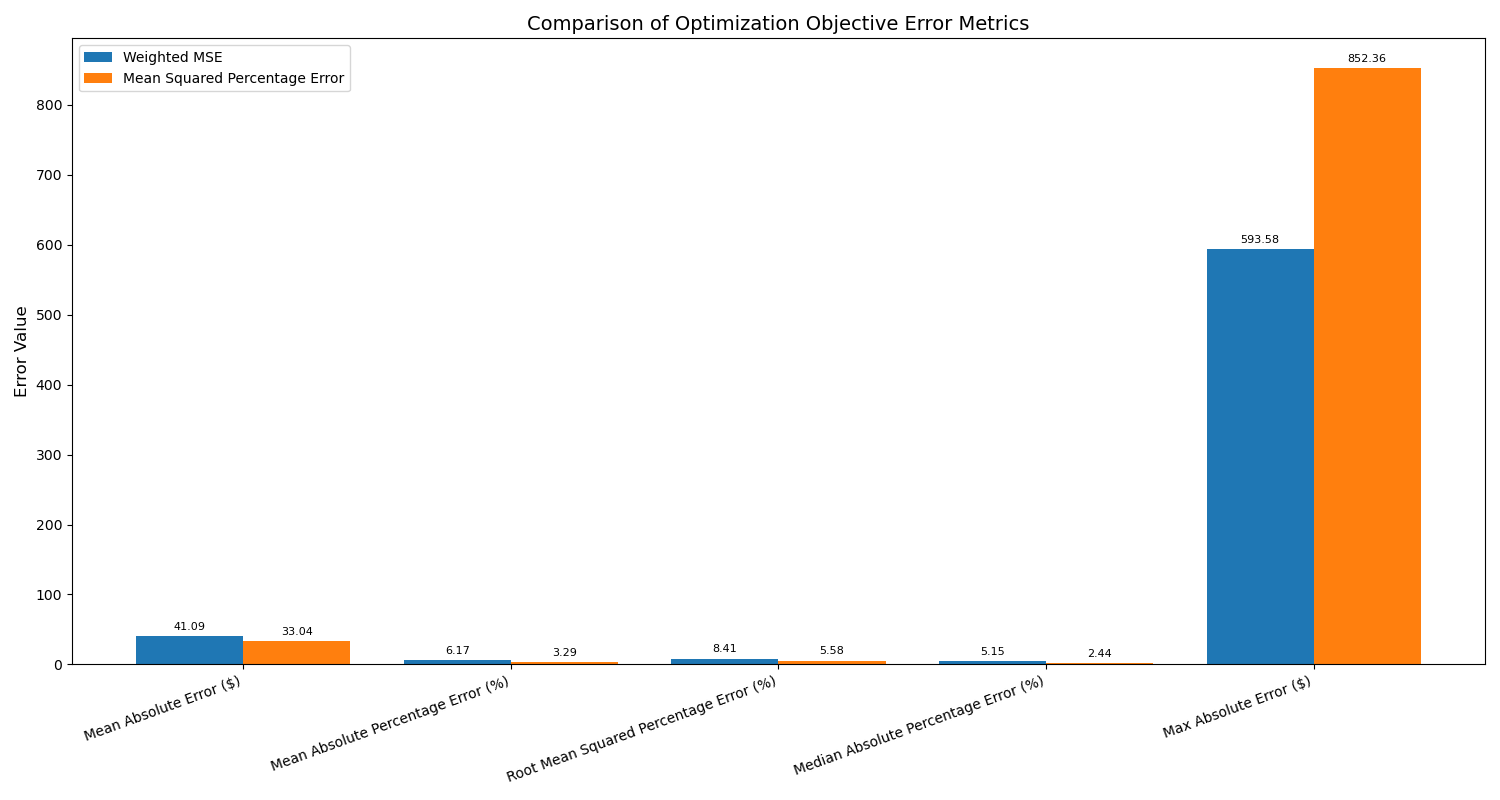 Comparison of Optimization Objective Error Metrics
Weighted MSE
Mean Squared Percentage Error
Error Value
800
700
600
500
400
300
200
100
0
41.09
33.04
6.17
3.29
8.41
5.58
5.15
2.44
593.58
852.36
Mean Absolute Error ($)
Mean Absolute Percentage Error (%)
Root Mean Squared Percentage Error (%)
Median Absolute Percentage Error (%)
Max Absolute Error ($)